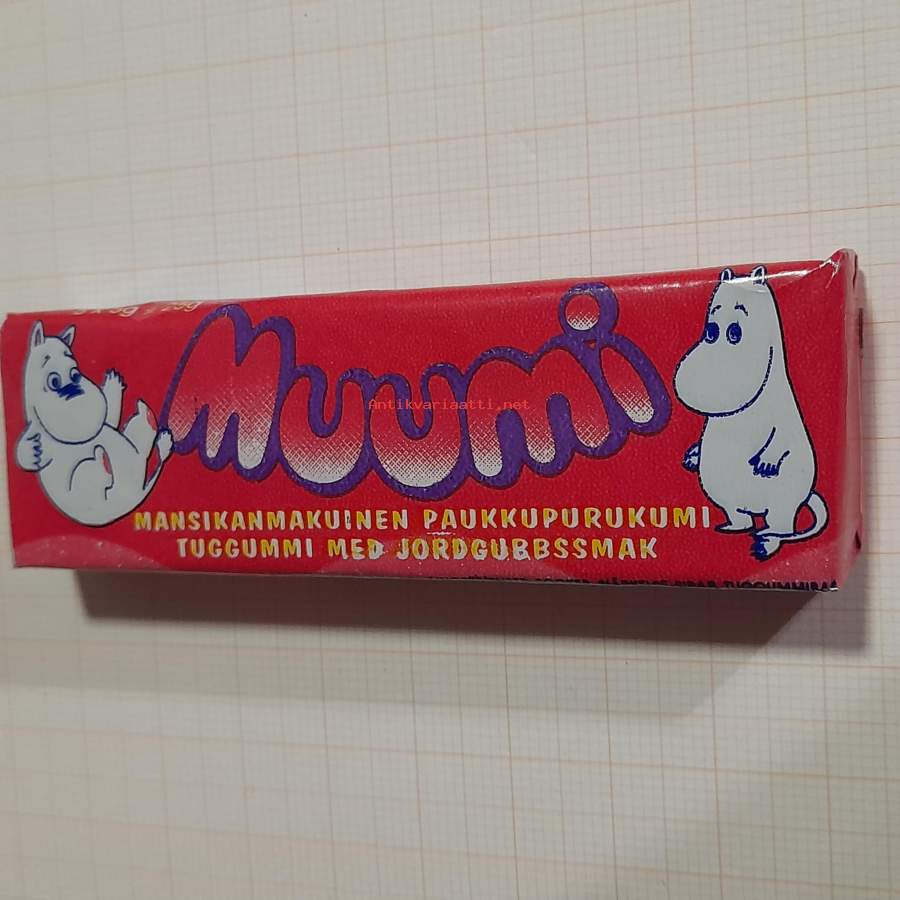 Muumi
Antikvariaatti.net
MANSIKANMAKUINEN PAUKKUPURUKUMI
TUGGUMMI MED JORDGUBBSSMAK